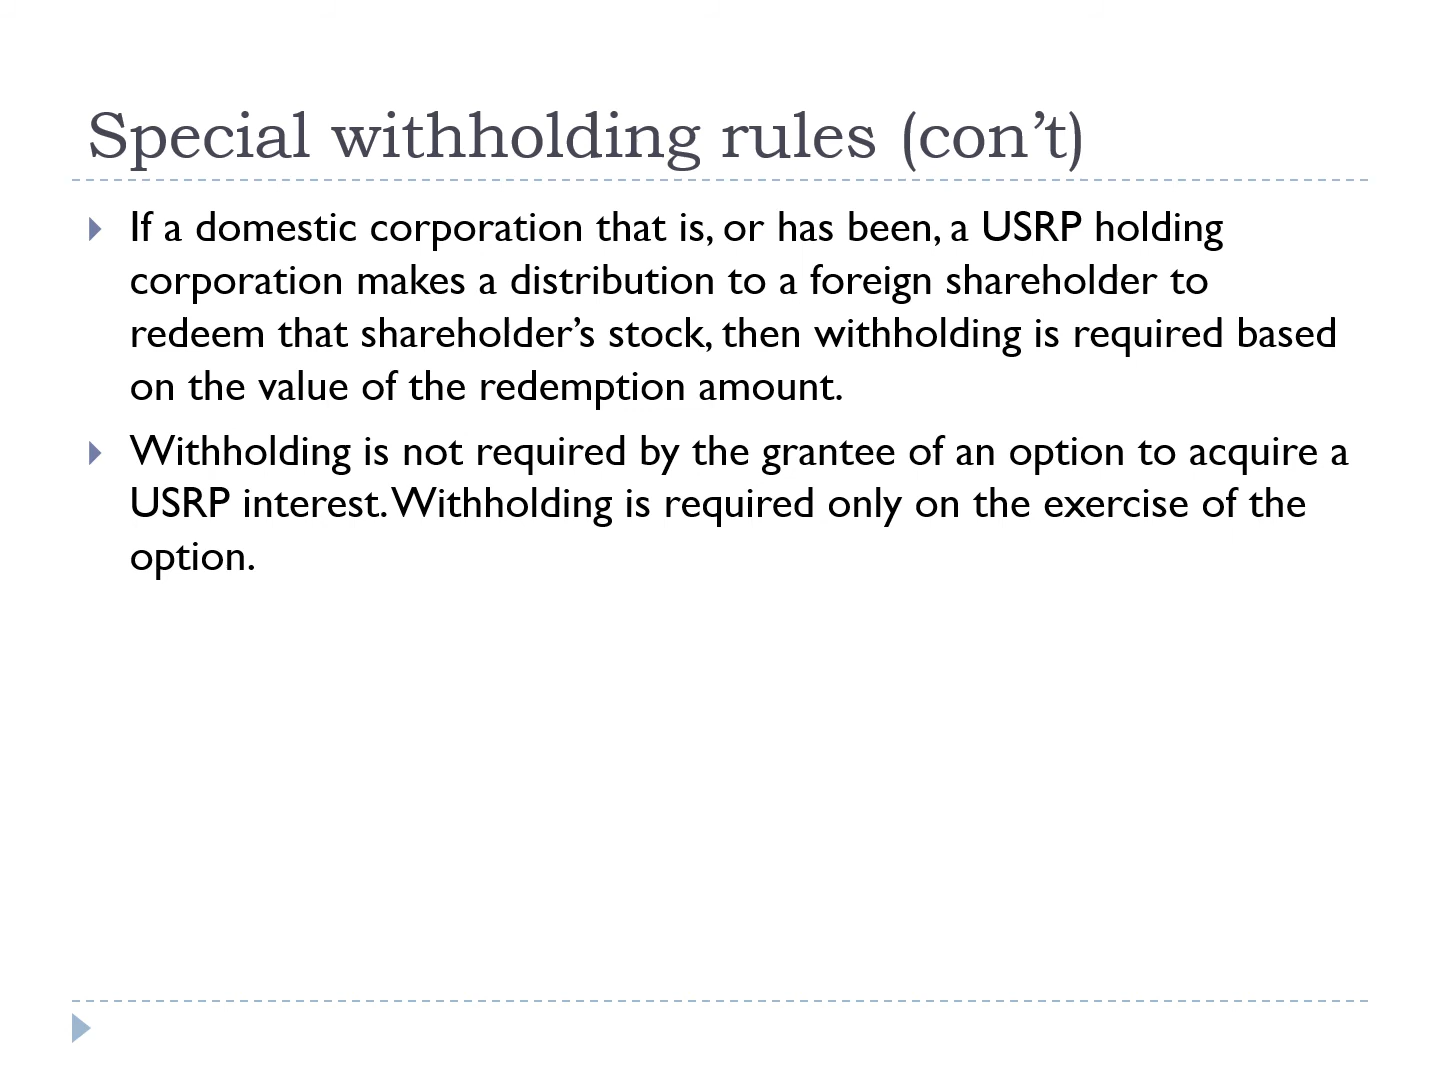 Special withholding rules (con’t)
If a domestic corporation that is, or has been, a USRP holding
corporation makes a distribution to a foreign shareholder to
redeem that shareholder’s stock, then withholding is required based
on the value of the redemption amount.
Withholding is not required by the grantee of an option to acquire a
USRP interest. Withholding is required only on the exercise of the
option.